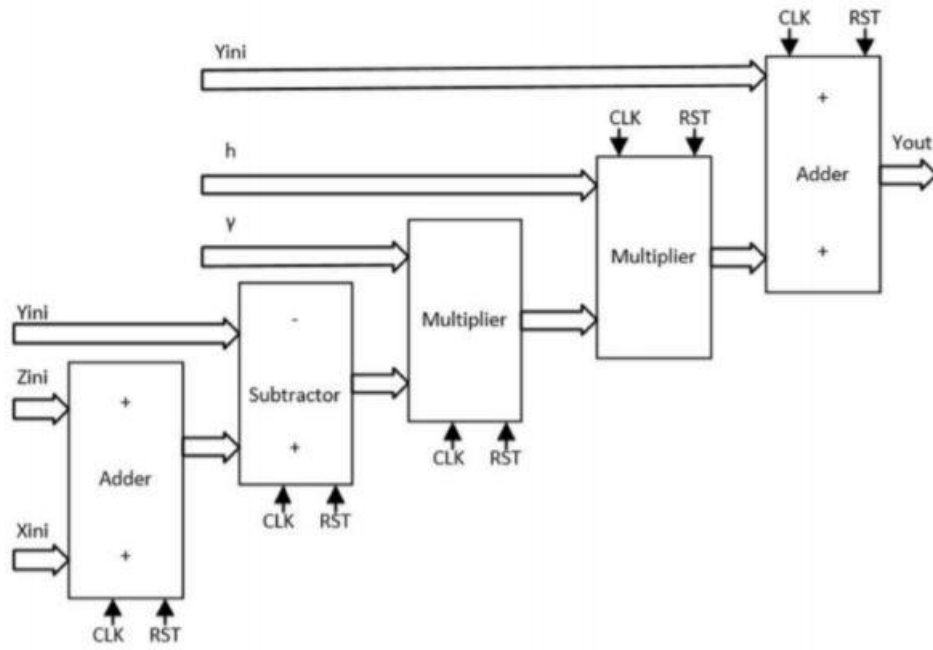 CLK RST
Yini
+
Adder
+
Yout
CLK RST
h
Multiplier
γ
Multiplier
CLK RST
Yini
-
Subtractor
+
CLK RST
Zini
+
Adder
Xini
+
CLK RST